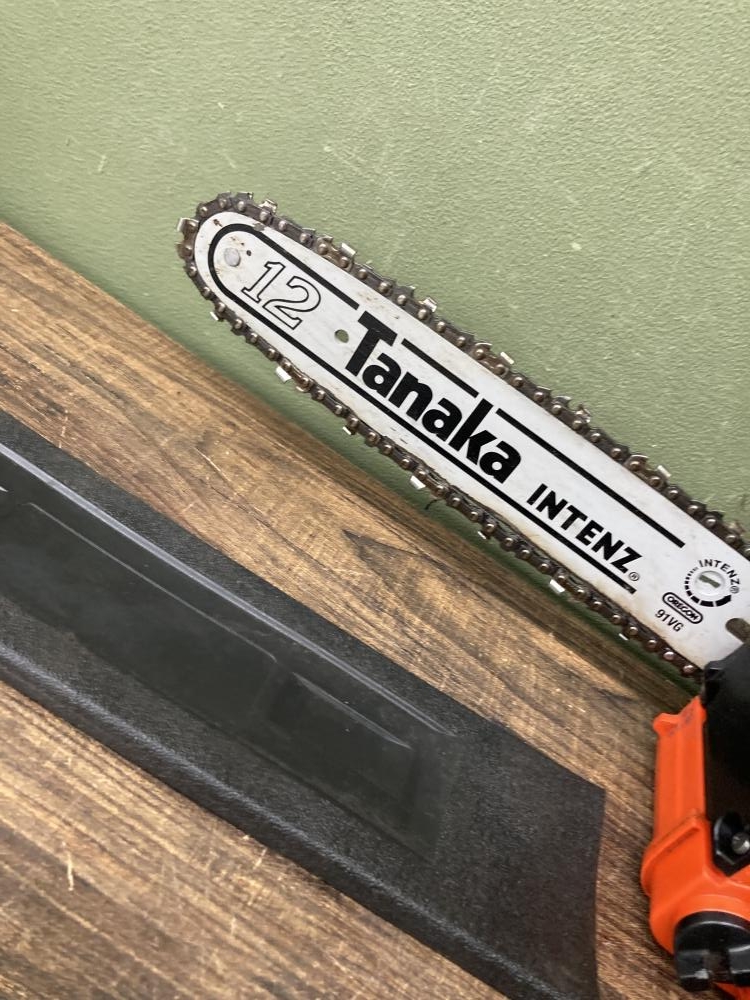 12
Tanaka
INTENZ®
INTENZ®
OREGON
91VG